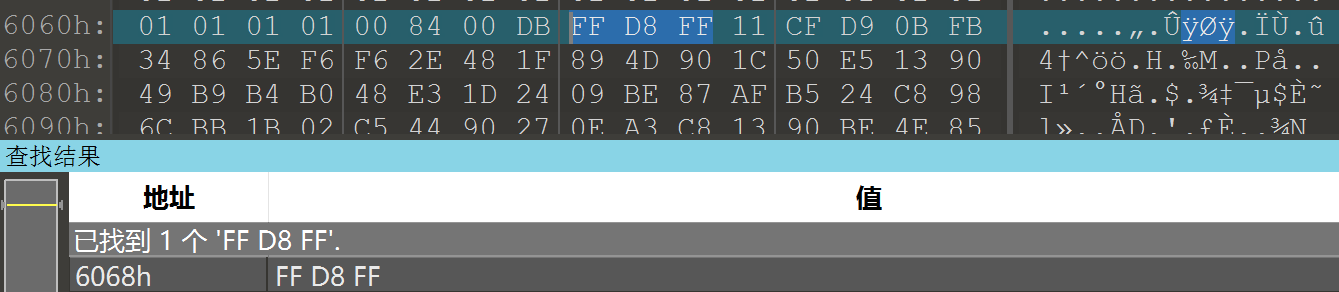 6060h: 01 01 01 01 00 84 00 DB FF D8 FF 11 CF D9 0B FB .....„.ÛÿØÿ.ÏÙ.û
6070h: 34 86 5E F6 F6 2E 48 1F 89 4D 90 1C 50 E5 13 90 4†^öö.H.‰M..På..
6080h: 49 B9 B4 B0 48 E3 1D 24 09 BE 87 AF B5 24 C8 98 I¹´°Hã.$.¾‡¯µ$È˜
6090h: 6C BB 1B 02 C5 44 90 27 0E A3 C8 13 90 BE 4E 85 l»..ÅD.'.£È..¾N
查找结果
地址 值
已找到 1 个 'FF D8 FF'.
6068h FF D8 FF